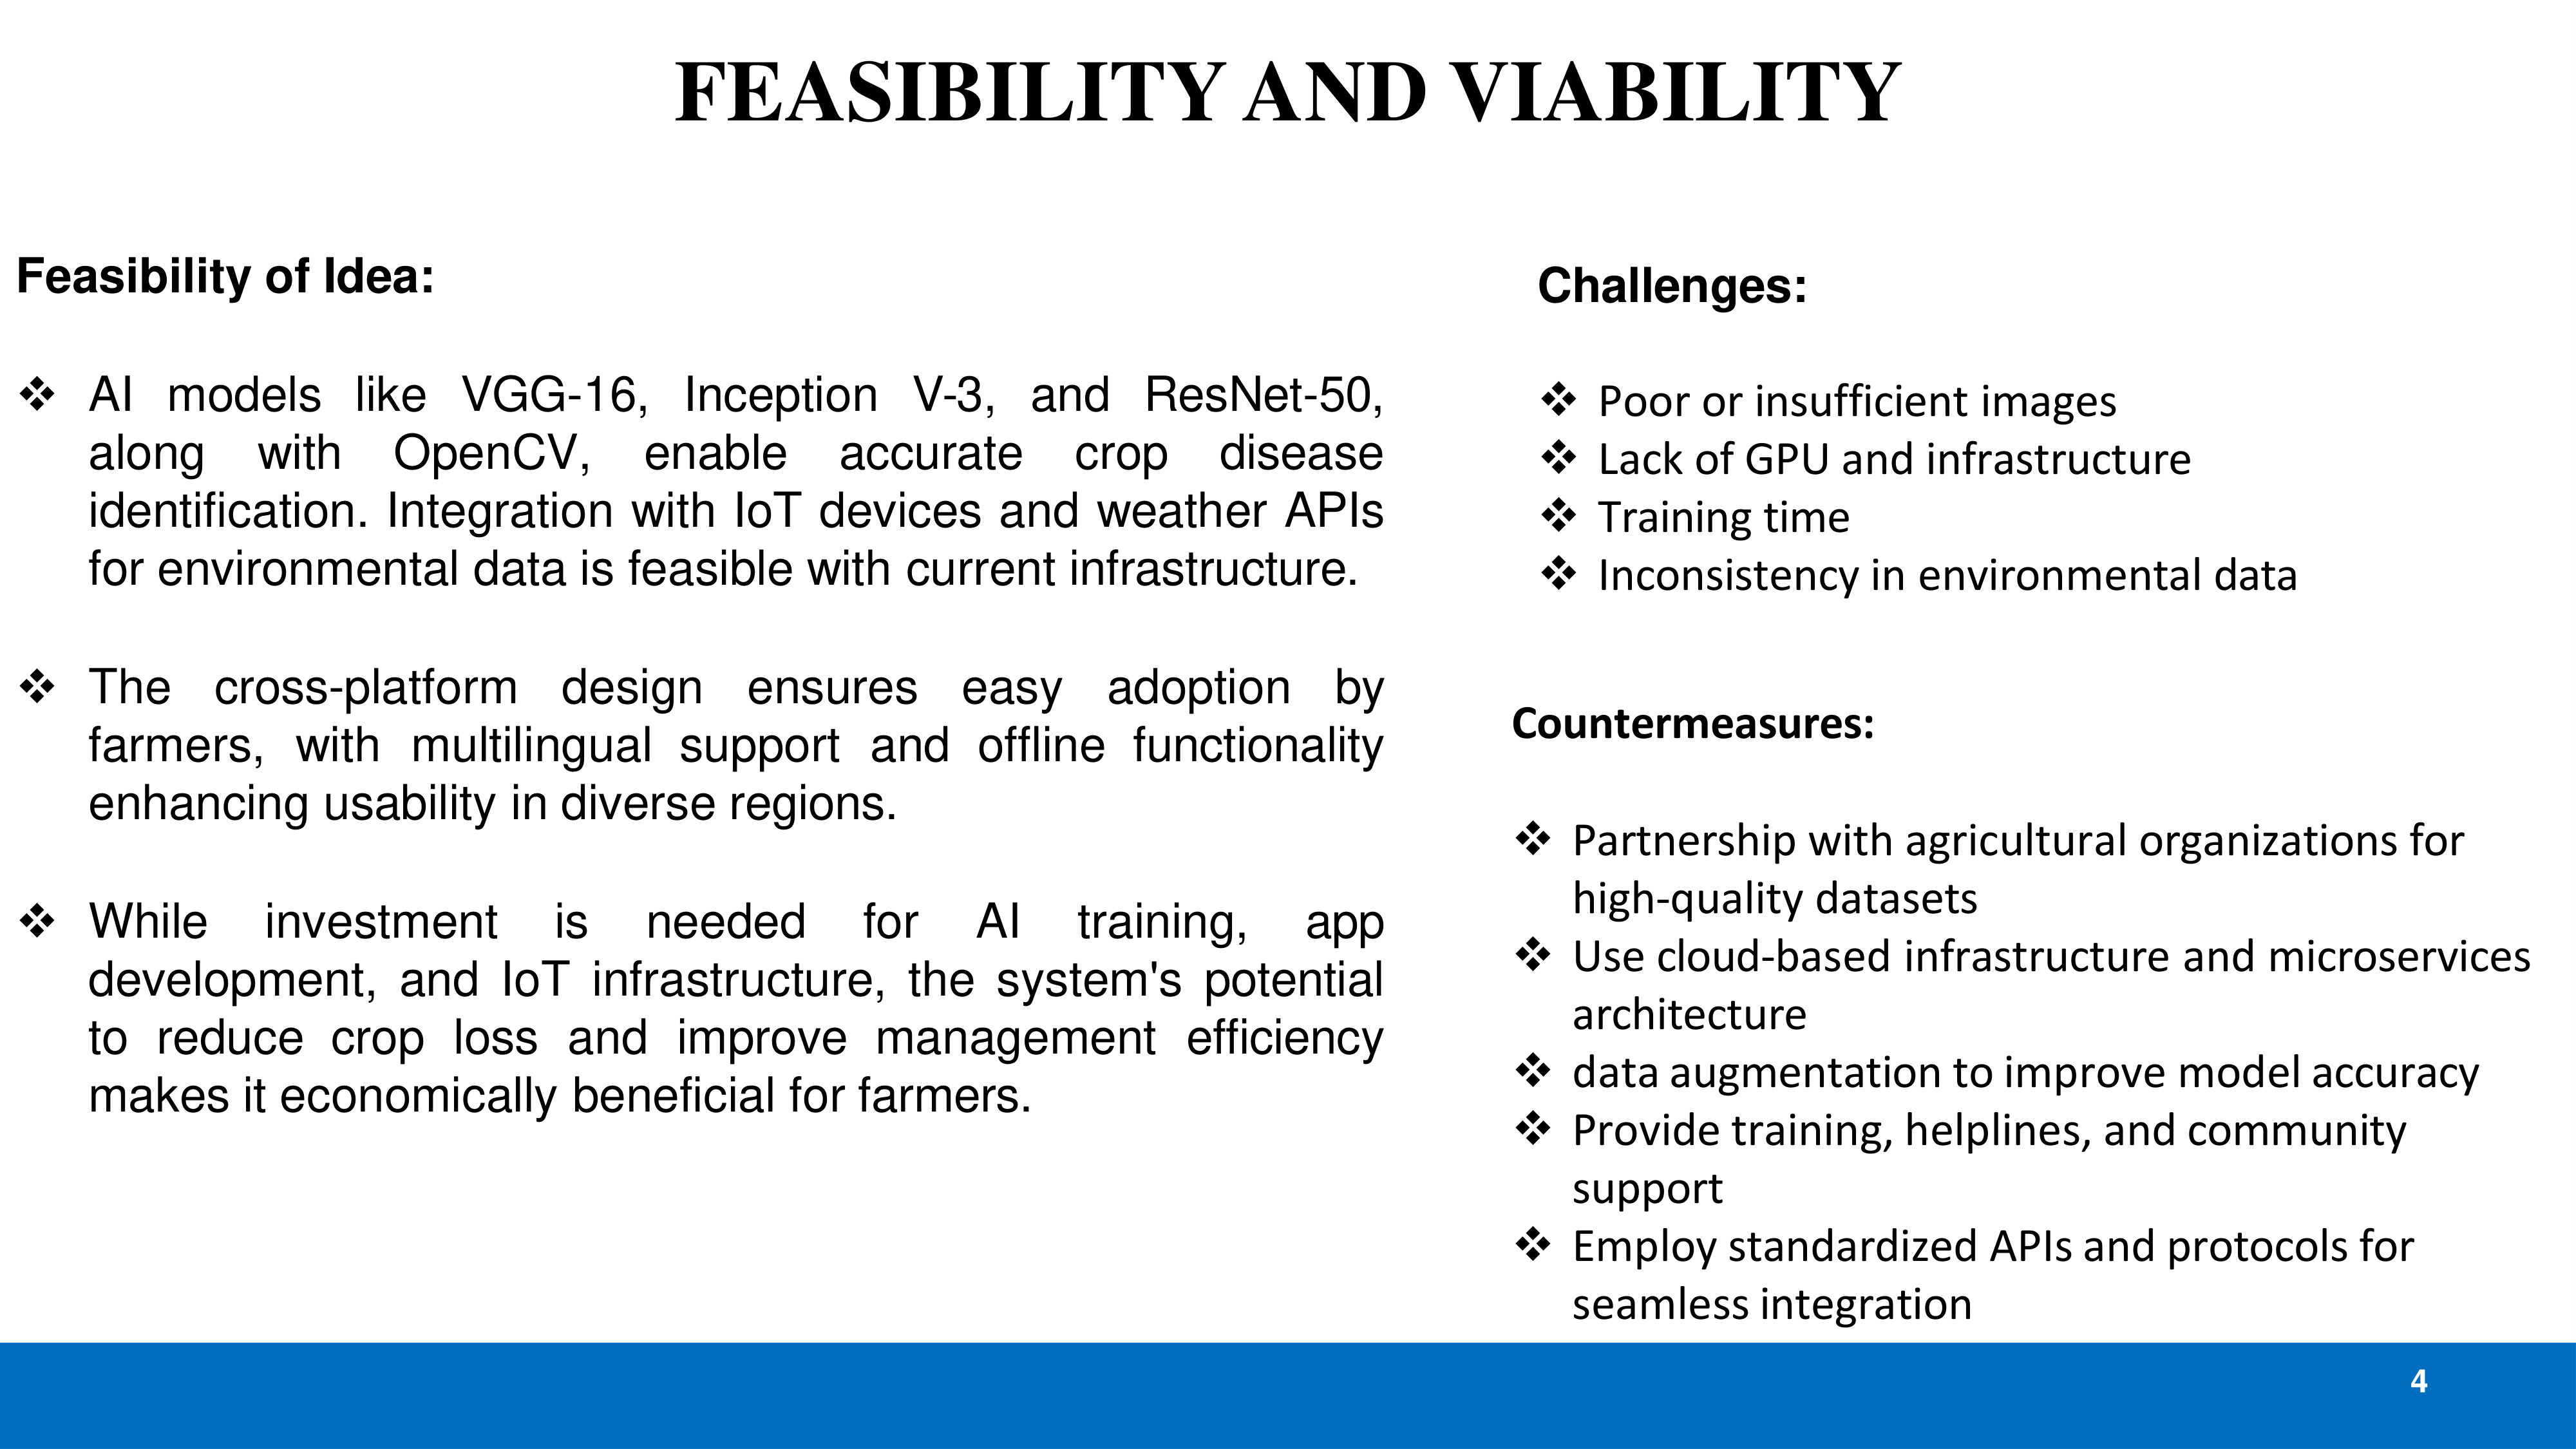 FEASIBILITY AND VIABILITY
Feasibility of Idea:
❖ AI models like VGG-16, Inception V-3, and ResNet-50,
along with OpenCV, enable accurate crop disease
identification. Integration with IoT devices and weather APIs
for environmental data is feasible with current infrastructure.
❖ The cross-platform design ensures easy adoption by
farmers, with multilingual support and offline functionality
enhancing usability in diverse regions.
❖ While investment is needed for AI training, app
development, and IoT infrastructure, the system's potential
to reduce crop loss and improve management efficiency
makes it economically beneficial for farmers.
Challenges:
❖ Poor or insufficient images
❖ Lack of GPU and infrastructure
❖ Training time
❖ Inconsistency in environmental data
Countermeasures:
❖ Partnership with agricultural organizations for
high-quality datasets
❖ Use cloud-based infrastructure and microservices
architecture
❖ data augmentation to improve model accuracy
❖ Provide training, helplines, and community
support
❖ Employ standardized APIs and protocols for
seamless integration
4